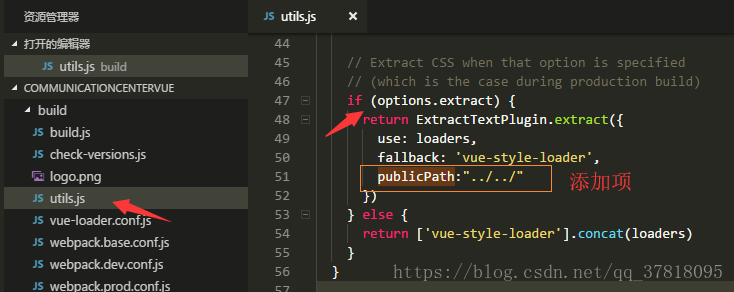 资源管理器
打开的编辑器
JS utils.js build
COMMUNICATIONCENTERVUE
build
JS build.js
JS check-versions.js
logo.png
JS utils.js
JS vue-loader.conf.js
JS webpack.base.conf.js
JS webpack.dev.conf.js
JS webpack.prod.conf.js
JS utils.js ×
44
45 // Extract CSS when that option is specified
46 // (which is the case during production build)
47 if (options.extract) {
48 return ExtractTextPlugin.extract({
49 use: loaders,
50 fallback: 'vue-style-loader',
51 publicPath:"../../" 添加项
52 })
53 } else {
54 return ['vue-style-loader'].concat(loaders)
55 }
56 }
57
https://blog.csdn.net/qq_37818095